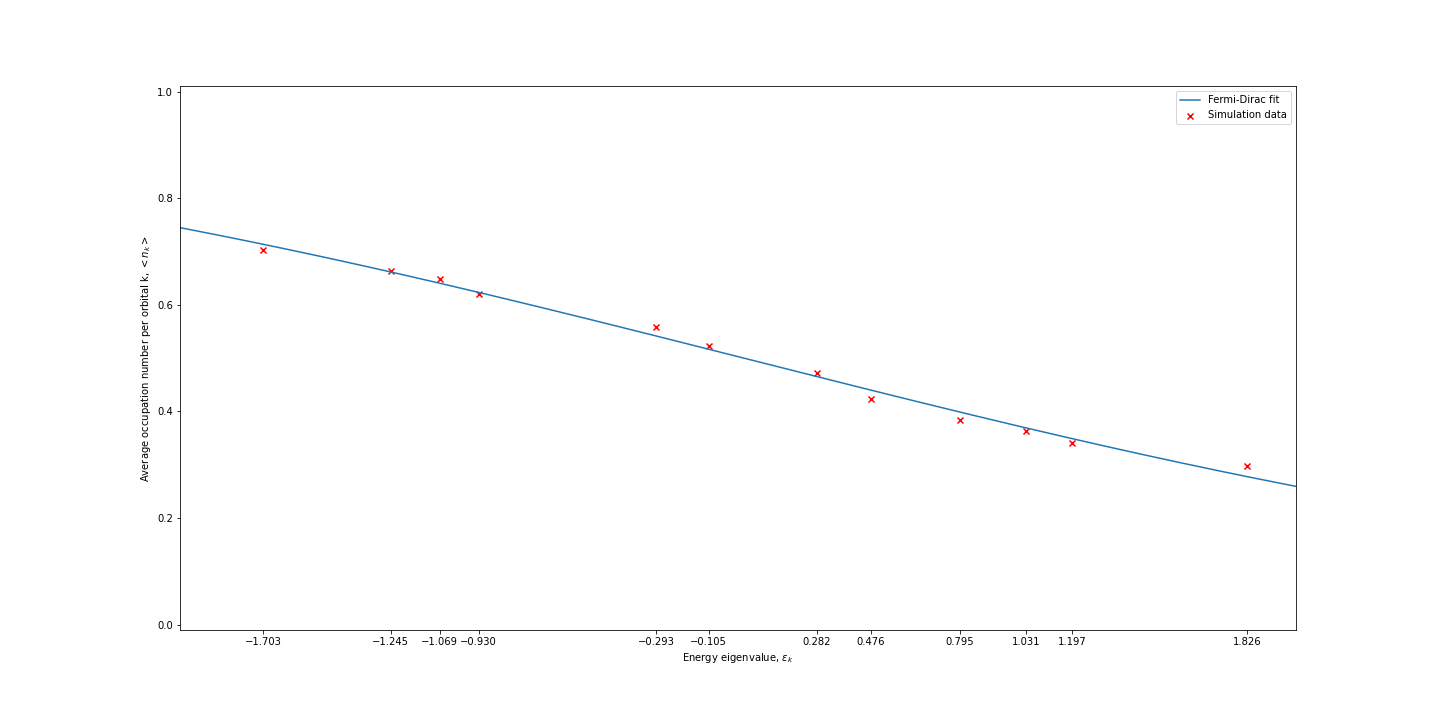 1.0
Fermi-Dirac fit
Simulation data
0.8
0.6
0.4
0.2
0.0
Average occupation number per orbital k, < n_k >
−1.703 −1.245 −1.069 −0.930 −0.293 −0.105 0.282 0.476 0.795 1.031 1.197 1.826
Energy eigenvalue, ε_k